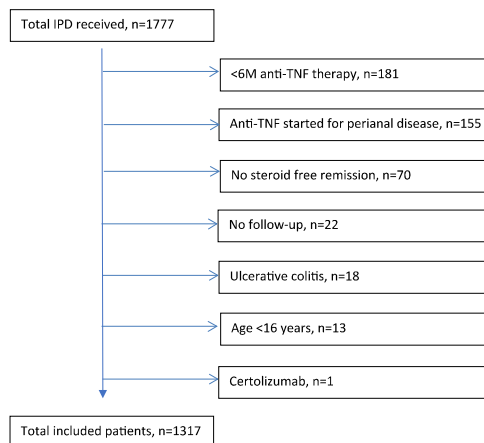 Total IPD received, n=1777
<6M anti-TNF therapy, n=181
Anti-TNF started for perianal disease, n=155
No steroid free remission, n=70
No follow-up, n=22
Ulcerative colitis, n=18
Age <16 years, n=13
Certolizumab, n=1
Total included patients, n=1317